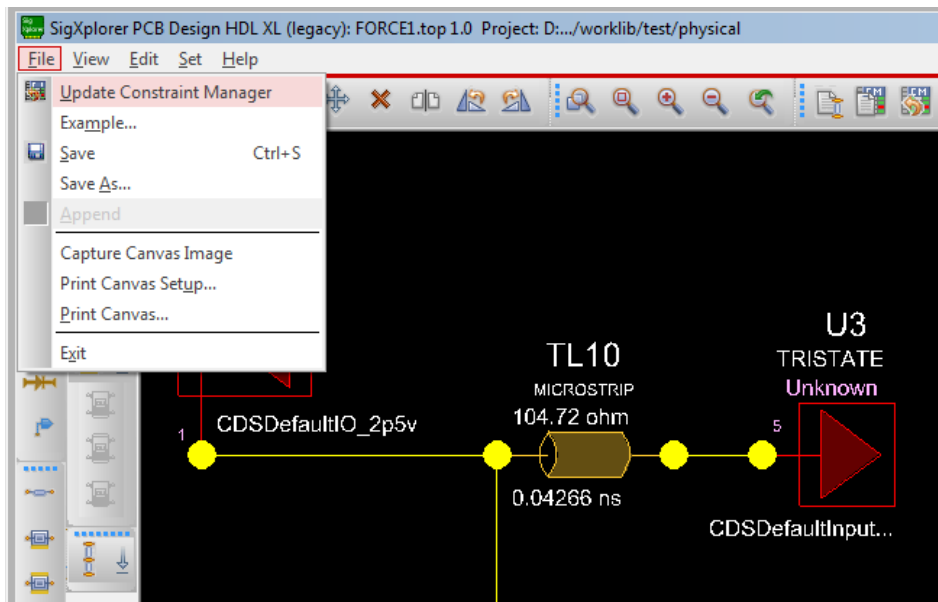 SigXplorer PCB Design HDL XL (legacy): FORCE1.top 1.0 Project: D:.../worklib/test/physical
File View Edit Set Help
Update Constraint Manager
Example...
Save Ctrl+S
Save As...
Append
Capture Canvas Image
Print Canvas Setup...
Print Canvas...
Exit
U3
TL10
TRISTATE
MICROSTRIP
Unknown
104.72 ohm
CDSDefaultIO_2p5v
1
5
0.04266 ns
CDSDefaultInput...